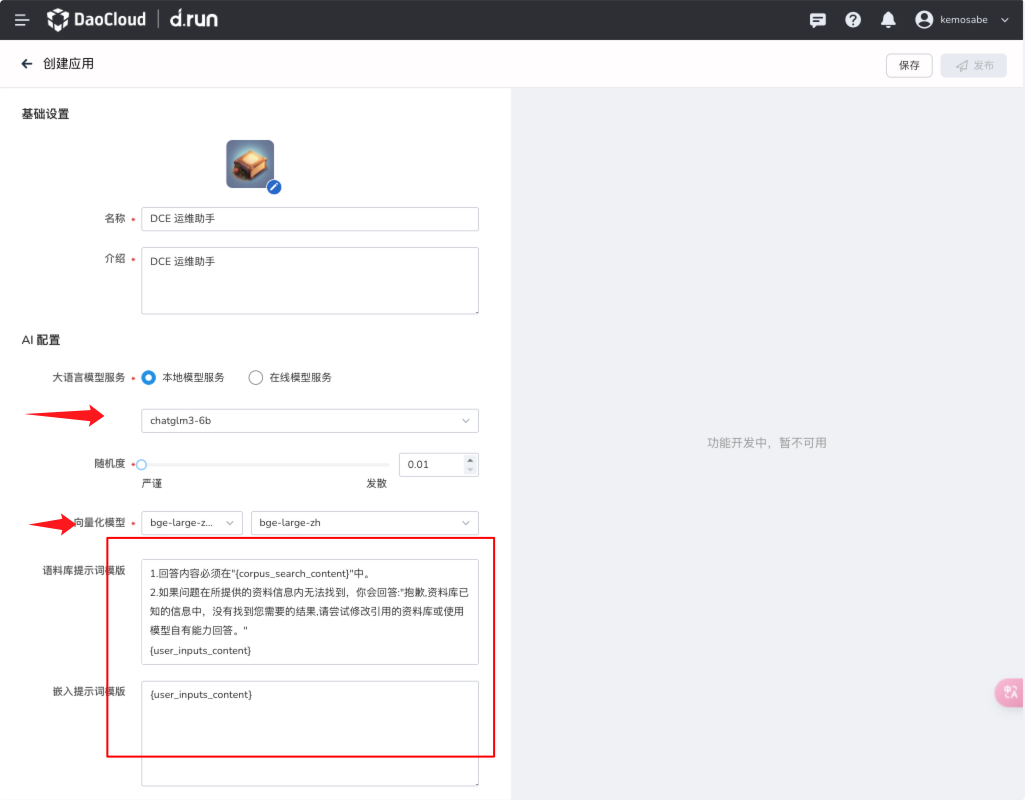 DaoCloud | d.run
kemosabe
创建应用
保存
发布
基础设置
名称 *
DCE 运维助手
介绍 *
DCE 运维助手
AI 配置
大语言模型服务 *
本地模型服务
在线模型服务
chatglm3-6b
随机度 *
0.01
严谨
发散
向量化模型 *
bge-large-z...
bge-large-zh
语料库提示词模版
1.回答内容必须在"{corpus_search_content}"中。
2.如果问题在所提供的资料信息内无法找到，你会回答:"抱歉,资料库已
知的信息中，没有找到您需要的结果,请尝试修改引用的资料库或使用
模型自有能力回答。"
{user_inputs_content}
嵌入提示词模版
{user_inputs_content}
功能开发中，暂不可用